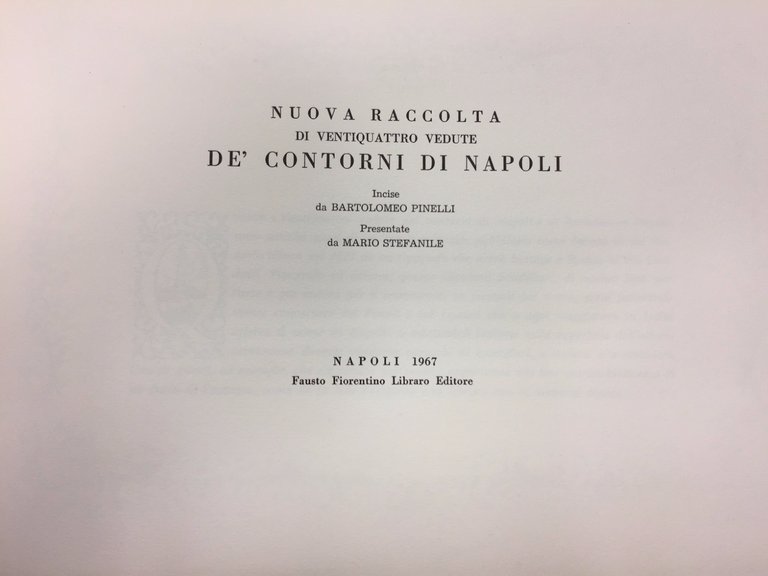 NUOVA RACCOLTA
DI VENTIQUATTRO VEDUTE
DE' CONTORNI DI NAPOLI
Incise
da BARTOLOMEO PINELLI
Presentate
da MARIO STEFANILE
NAPOLI 1967
Fausto Fiorentino Libraro Editore